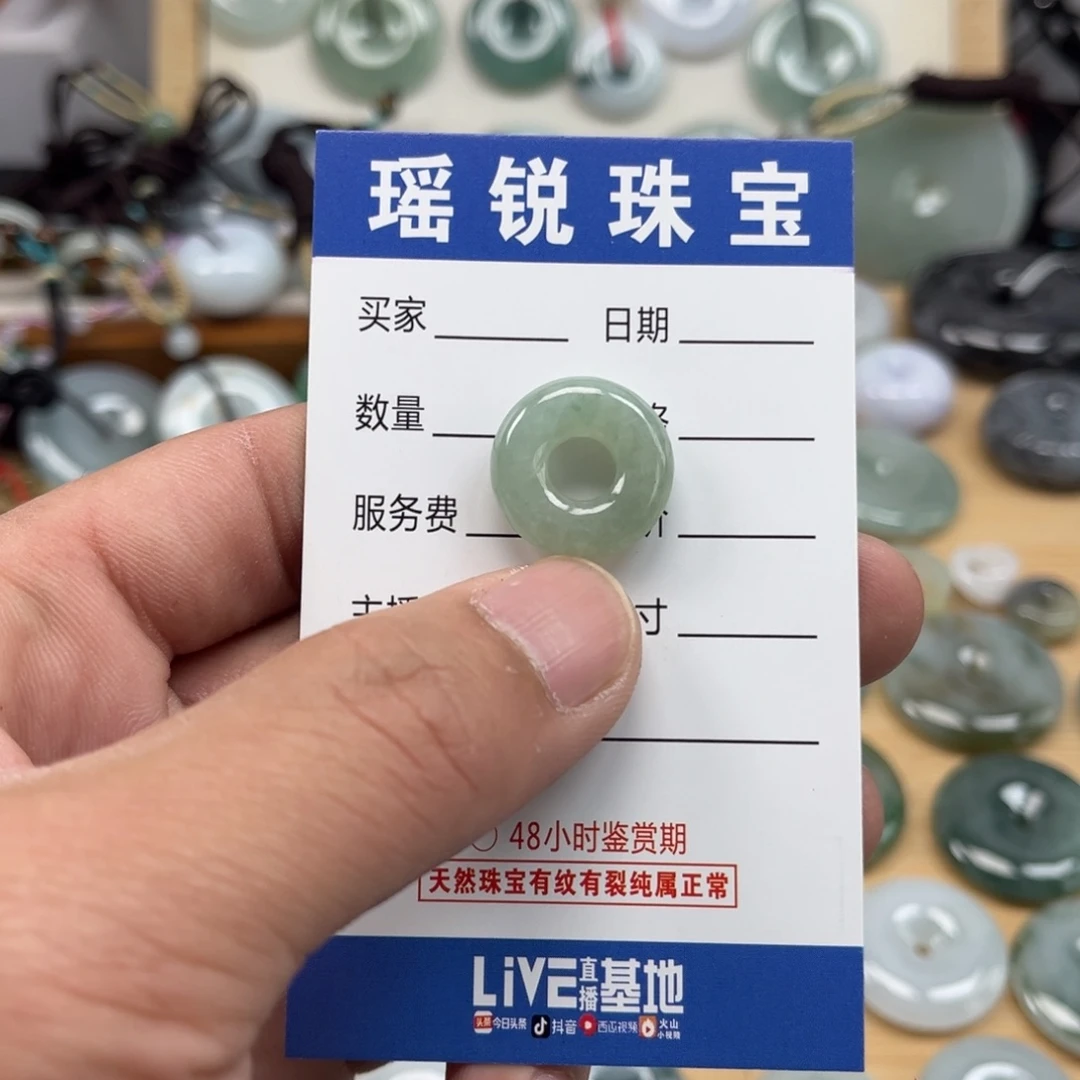 瑶锐珠宝
买家 日期
数量
服务费
主播 寸
48小时鉴赏期
天然珠宝有纹有裂纯属正常
LiVE直播基地
头条 今日头条 抖音 西瓜视频 火山小视频